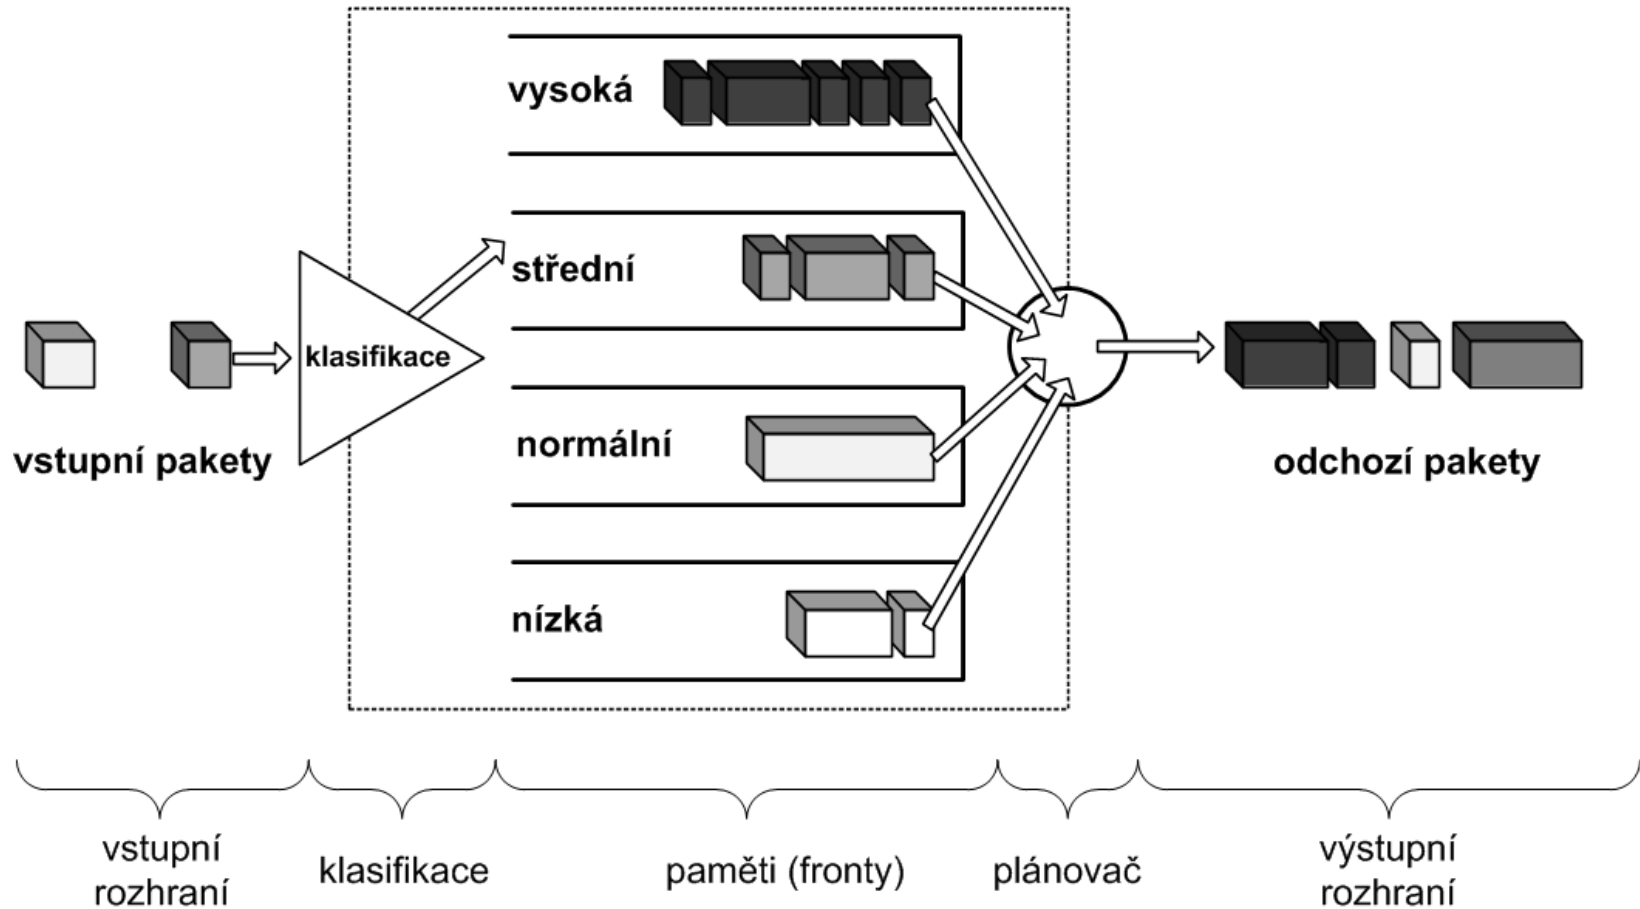 vysoká
střední
klasifikace
normální
vstupní pakety
odchozí pakety
nízká
vstupní
rozhraní
klasifikace
paměti (fronty)
plánovač
výstupní
rozhraní